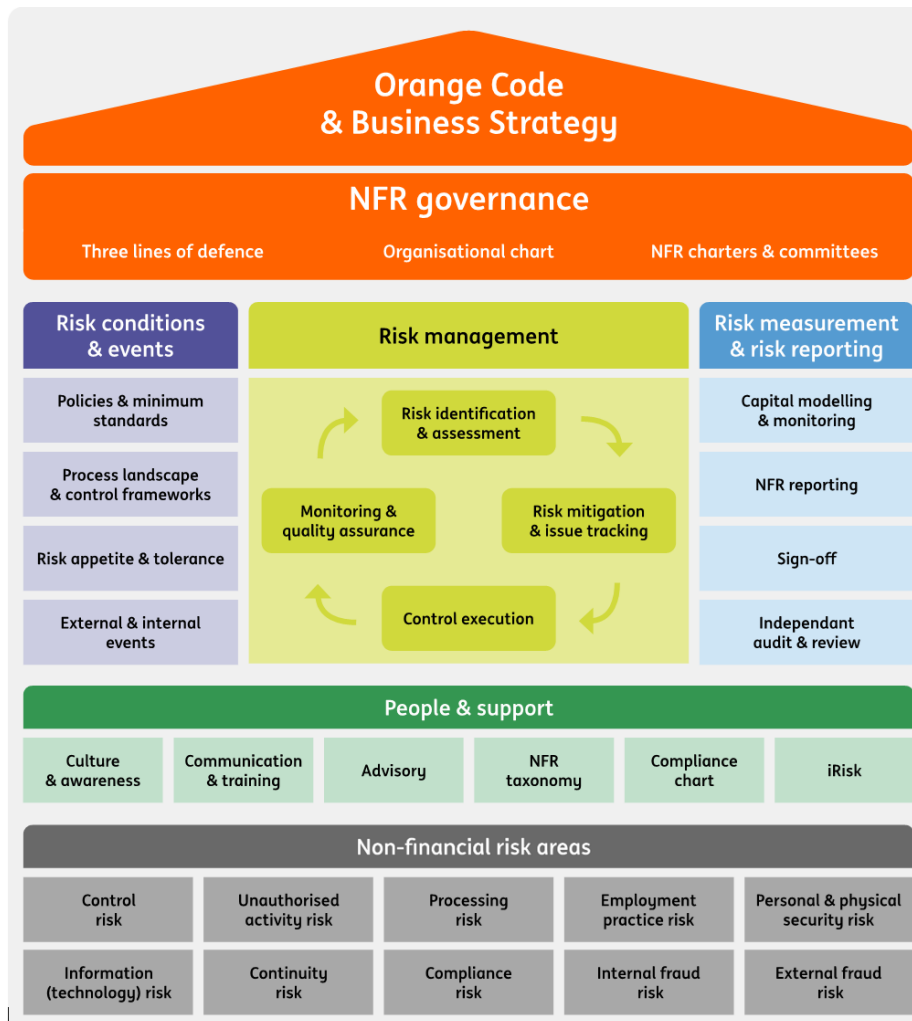 Orange Code
& Business Strategy
NFR governance
Three lines of defence
Organisational chart
NFR charters & committees
Risk conditions
& events
Policies & minimum
standards
Process landscape
& control frameworks
Risk appetite & tolerance
External & internal
events
Risk management
Risk identification
& assessment
Risk mitigation
& issue tracking
Control execution
Monitoring &
quality assurance
Risk measurement
& risk reporting
Capital modelling
& monitoring
NFR reporting
Sign-off
Independant
audit & review
People & support
Culture
& awareness
Communication
& training
Advisory
NFR
taxonomy
Compliance
chart
iRisk
Non-financial risk areas
Control
risk
Unauthorised
activity risk
Processing
risk
Employment
practice risk
Personal & physical
security risk
Information
(technology) risk
Continuity
risk
Compliance
risk
Internal fraud
risk
External fraud
risk